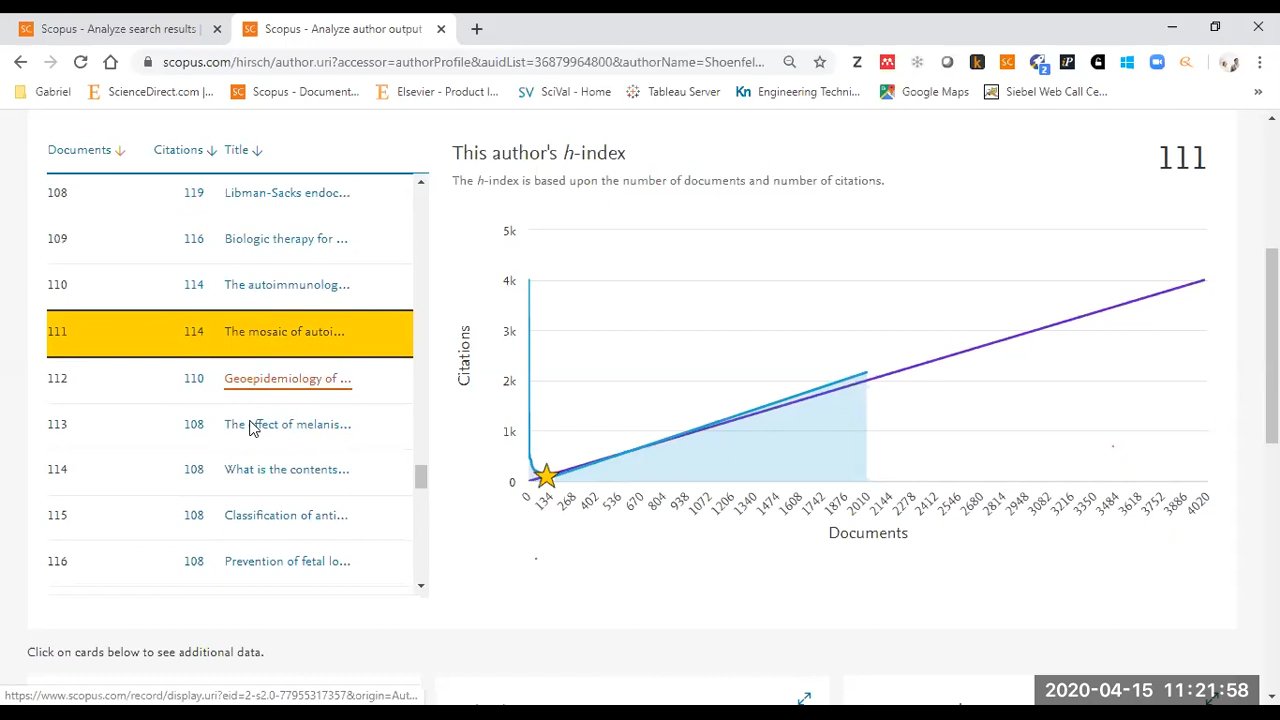 Scopus - Analyze search results |
Scopus - Analyze author output
scopus.com/hirsch/author.uri?accessor=authorProfile&auidList=36879964800&authorName=Shoenfel...
Gabriel
ScienceDirect.com |...
Scopus - Document...
Elsevier - Product I...
SciVal - Home
Tableau Server
Engineering Techni...
Google Maps
Siebel Web Call Ce...
Documents Citations Title
108 119 Libman-Sacks endoc...
109 116 Biologic therapy for ...
110 114 The autoimmunolog...
111 114 The mosaic of autoi...
112 110 Geoepidemiology of ...
113 108 The effect of melanis...
114 108 What is the contents...
115 108 Classification of anti...
116 108 Prevention of fetal lo...
This author's h-index
111
The h-index is based upon the number of documents and number of citations.
5k
4k
3k
2k
1k
0
Citations
0 134 268 402 536 670 804 938 1072 1206 1340 1474 1608 1742 1876 2010 2144 2278 2412 2546 2680 2814 2948 3082 3216 3350 3484 3618 3752 3886 4020
Documents
Click on cards below to see additional data.
https://www.scopus.com/record/display.uri?eid=2-s2.0-77955317357&origin=Aut...
2020-04-15 11:21:58